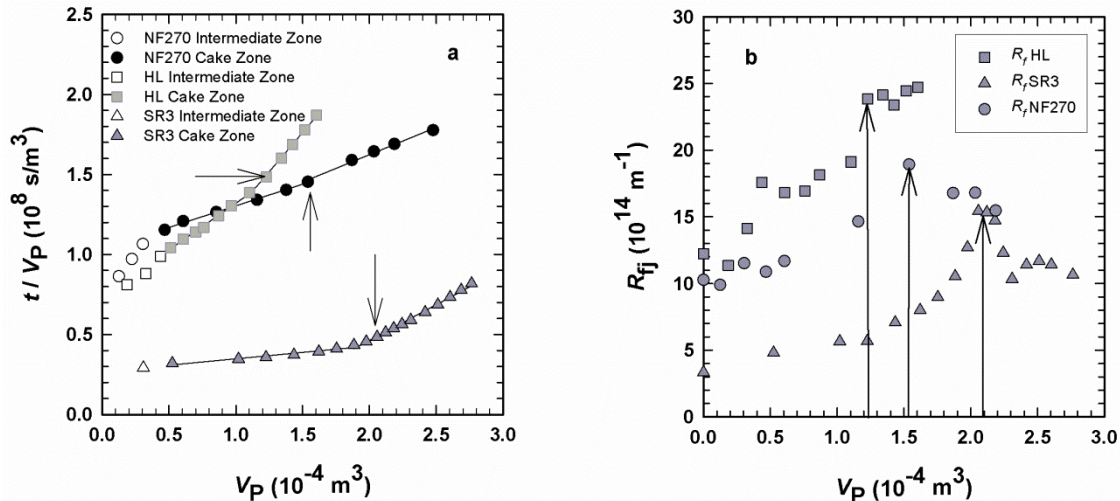 a
NF270 Intermediate Zone
NF270 Cake Zone
HL Intermediate Zone
HL Cake Zone
SR3 Intermediate Zone
SR3 Cake Zone
2.5
2.0
1.5
1.0
0.5
0.0
t / VP (10^8 s/m^3)
0.0 0.5 1.0 1.5 2.0 2.5 3.0
VP (10^-4 m^3)
b
Rf HL
Rf SR3
Rf NF270
30
25
20
15
10
5
0
Rfj (10^14 m^-1)
0.0 0.5 1.0 1.5 2.0 2.5 3.0
VP (10^-4 m^3)